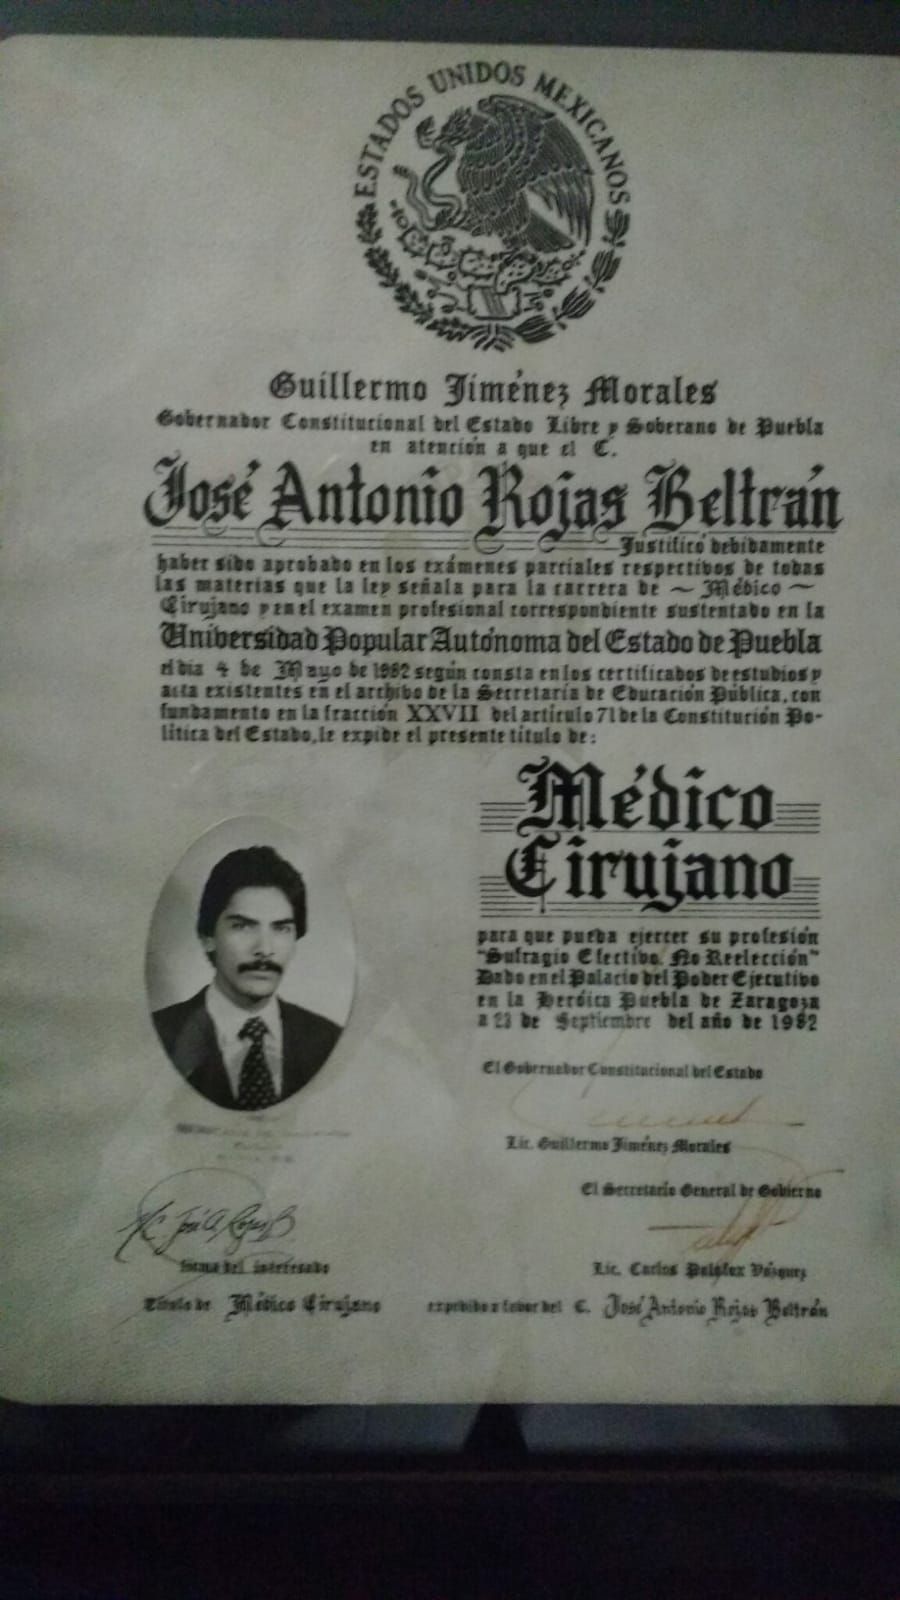 ESTADOS UNIDOS MEXICANOS
Guillermo Jiménez Morales
Gobernador Constitucional del Estado Libre y Soberano de Puebla
en atención a que el C.
José Antonio Rojas Beltrán
Justificó debidamente
haber sido aprobado en los exámenes parciales respectivos de todas
las materias que la ley señala para la carrera de ~ Médico ~
Cirujano y en el examen profesional correspondiente sustentado en la
Universidad Popular Autónoma del Estado de Puebla
el dia 4 de Mayo de 1982 según consta en los certificados de estudios y
acta existentes en el archivo de la Secretaría de Educación Pública, con
fundamento en la fracción XXVII del artículo 71 de la Constitución Po-
lítica del Estado, le expide el presente titulo de:
Médico
Cirujano
para que pueda ejercer su profesión
"Sufragio Efectivo. No Reelección"
Dado en el Palacio del Poder Ejecutivo
en la Heróica Puebla de Zaragoza
a 23 de Septiembre del año de 1982
El Gobernador Constitucional del Estado
Lic. Guillermo Jiménez Morales
El Secretario General de Gobierno
Lic. Carlos Palafox Vázquez
firma del interesado
Titulo de Médico Cirujano expedido a favor del C. José Antonio Rojas Beltrán